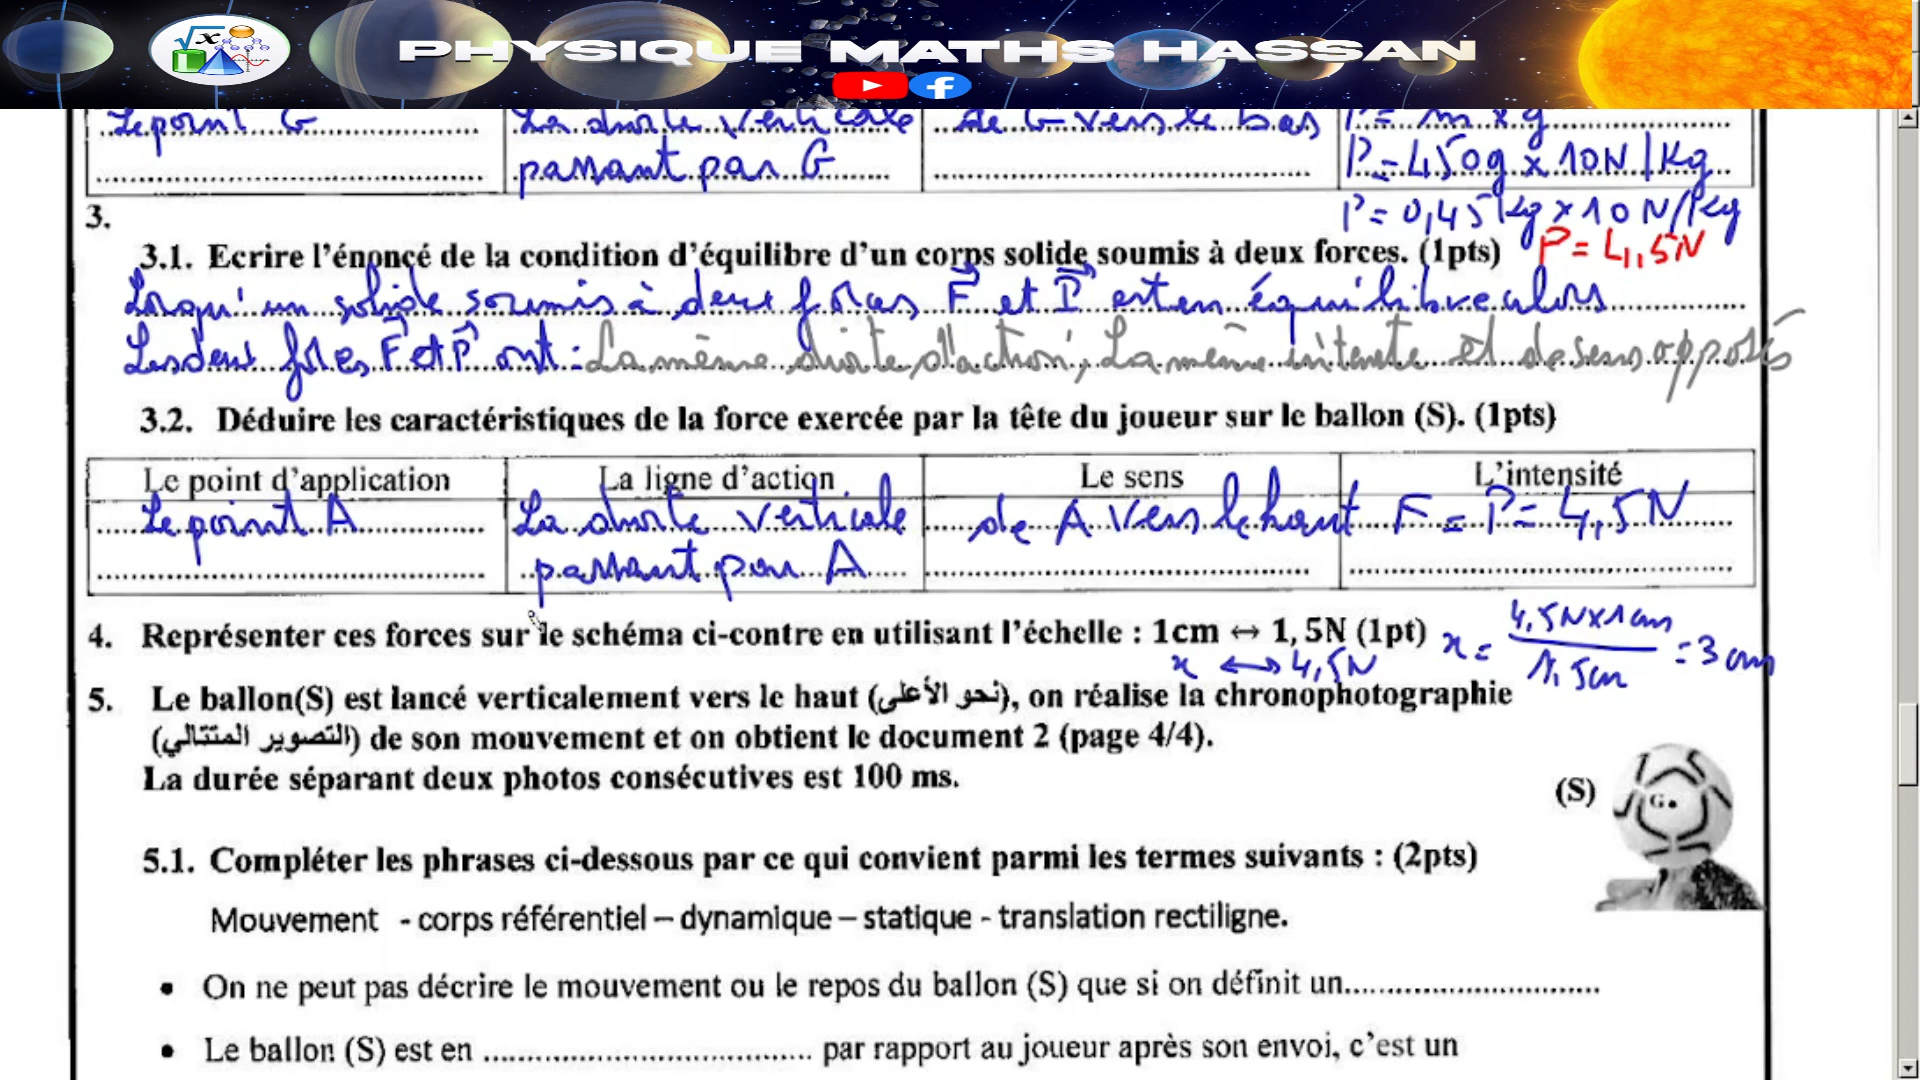 PHYSIQUE MATHS HASSAN
Le point G
La droite verticale
passant par G
de G vers le bas
P = m x g
P = 450g x 10N/Kg
P = 0,45Kg x 10N/Kg
P = 4,5N
3.
3.1. Ecrire l'énoncé de la condition d'équilibre d'un corps solide soumis à deux forces. (1pts)
Lorsqu'un solide soumis à deux forces F et P est en équilibre alors
Les deux forces F et P ont : La même droite d'action, La même intensité et de sens opposés
3.2. Déduire les caractéristiques de la force exercée par la tête du joueur sur le ballon (S). (1pts)
Le point d'application La ligne d'action Le sens L'intensité
Le point A
La droite verticale
passant par A
de A vers le haut
F = P = 4,5N
4. Représenter ces forces sur le schéma ci-contre en utilisant l'échelle : 1cm ↔ 1,5N (1pt)
x ↔ 4,5N
x = 4,5N x 1cm / 1,5cm = 3cm
5. Le ballon(S) est lancé verticalement vers le haut (نحو الأعلى), on réalise la chronophotographie
(التصوير المتتالي) de son mouvement et on obtient le document 2 (page 4/4).
La durée séparant deux photos consécutives est 100 ms.
(S)
G.
5.1. Compléter les phrases ci-dessous par ce qui convient parmi les termes suivants : (2pts)
Mouvement - corps référentiel – dynamique – statique - translation rectiligne.
• On ne peut pas décrire le mouvement ou le repos du ballon (S) que si on définit un..............................
• Le ballon (S) est en ....................................... par rapport au joueur après son envoi, c'est un